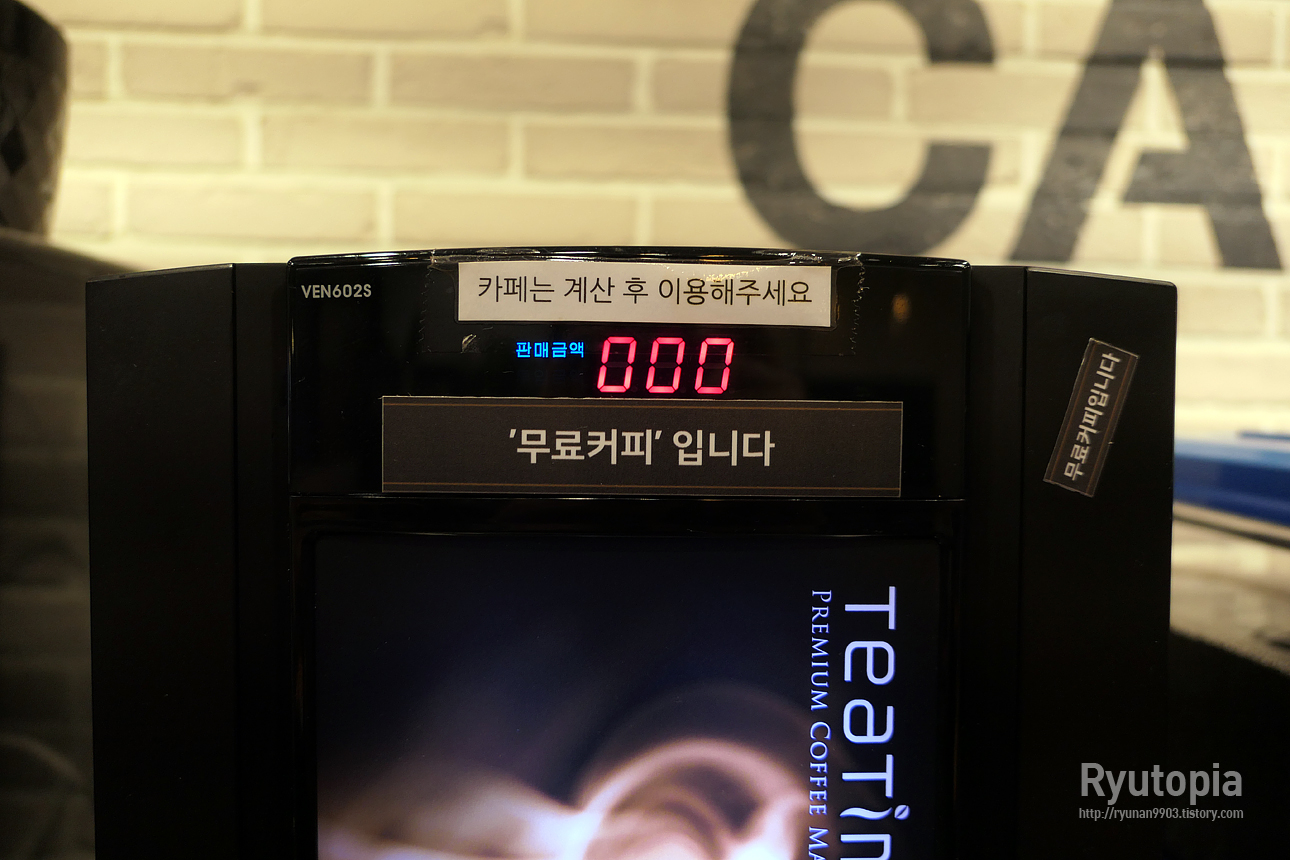 CA
VEN602S
카페는 계산 후 이용해주세요
판매금액 000
'무료커피' 입니다
무료커피입니다
Teatin
PREMIUM COFFEE MA
Ryutopia
http://ryunan9903.tistory.com